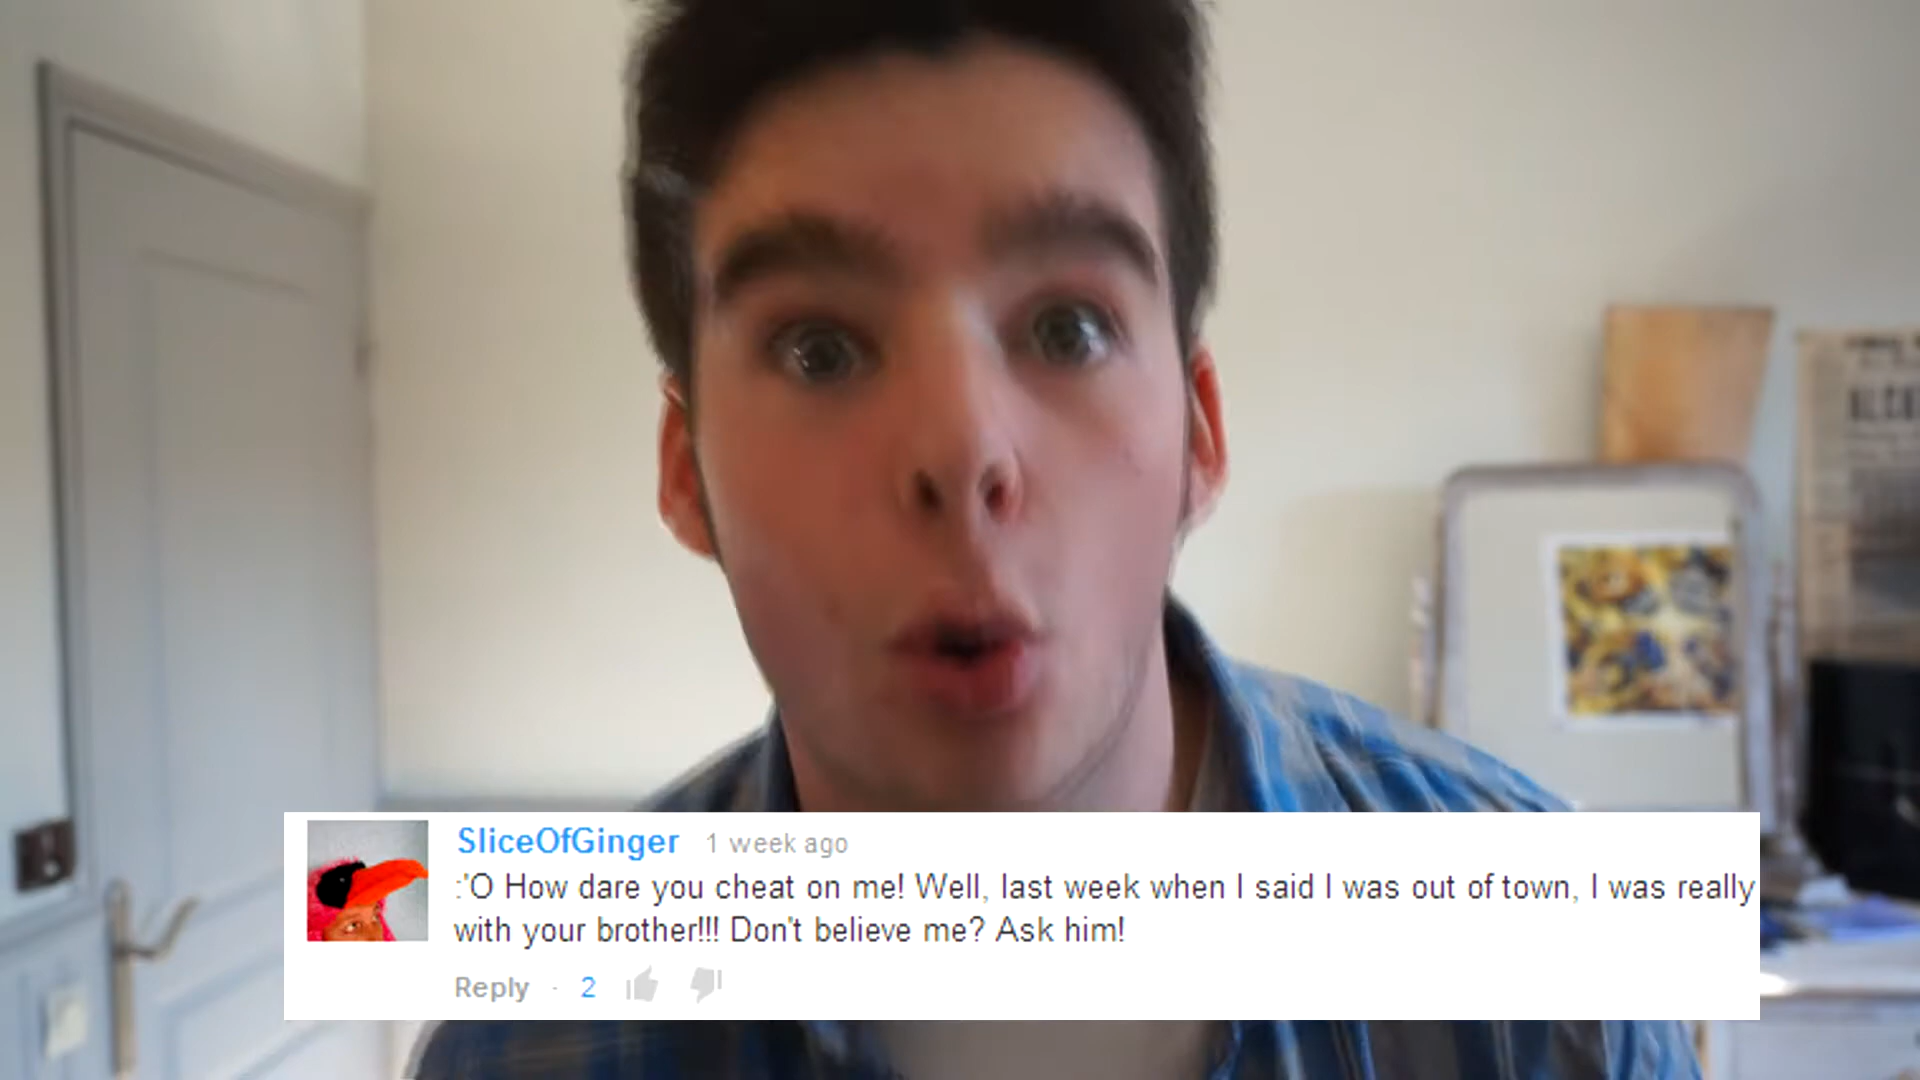 SliceOfGinger 1 week ago
:'O How dare you cheat on me! Well, last week when I said I was out of town, I was really
with your brother!!! Don't believe me? Ask him!
Reply · 2